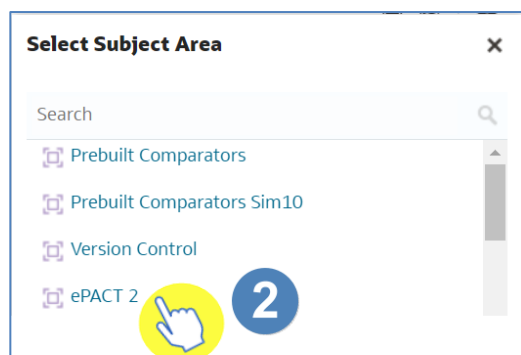 Select Subject Area
Search
Prebuilt Comparators
Prebuilt Comparators Sim10
Version Control
ePACT 2
2